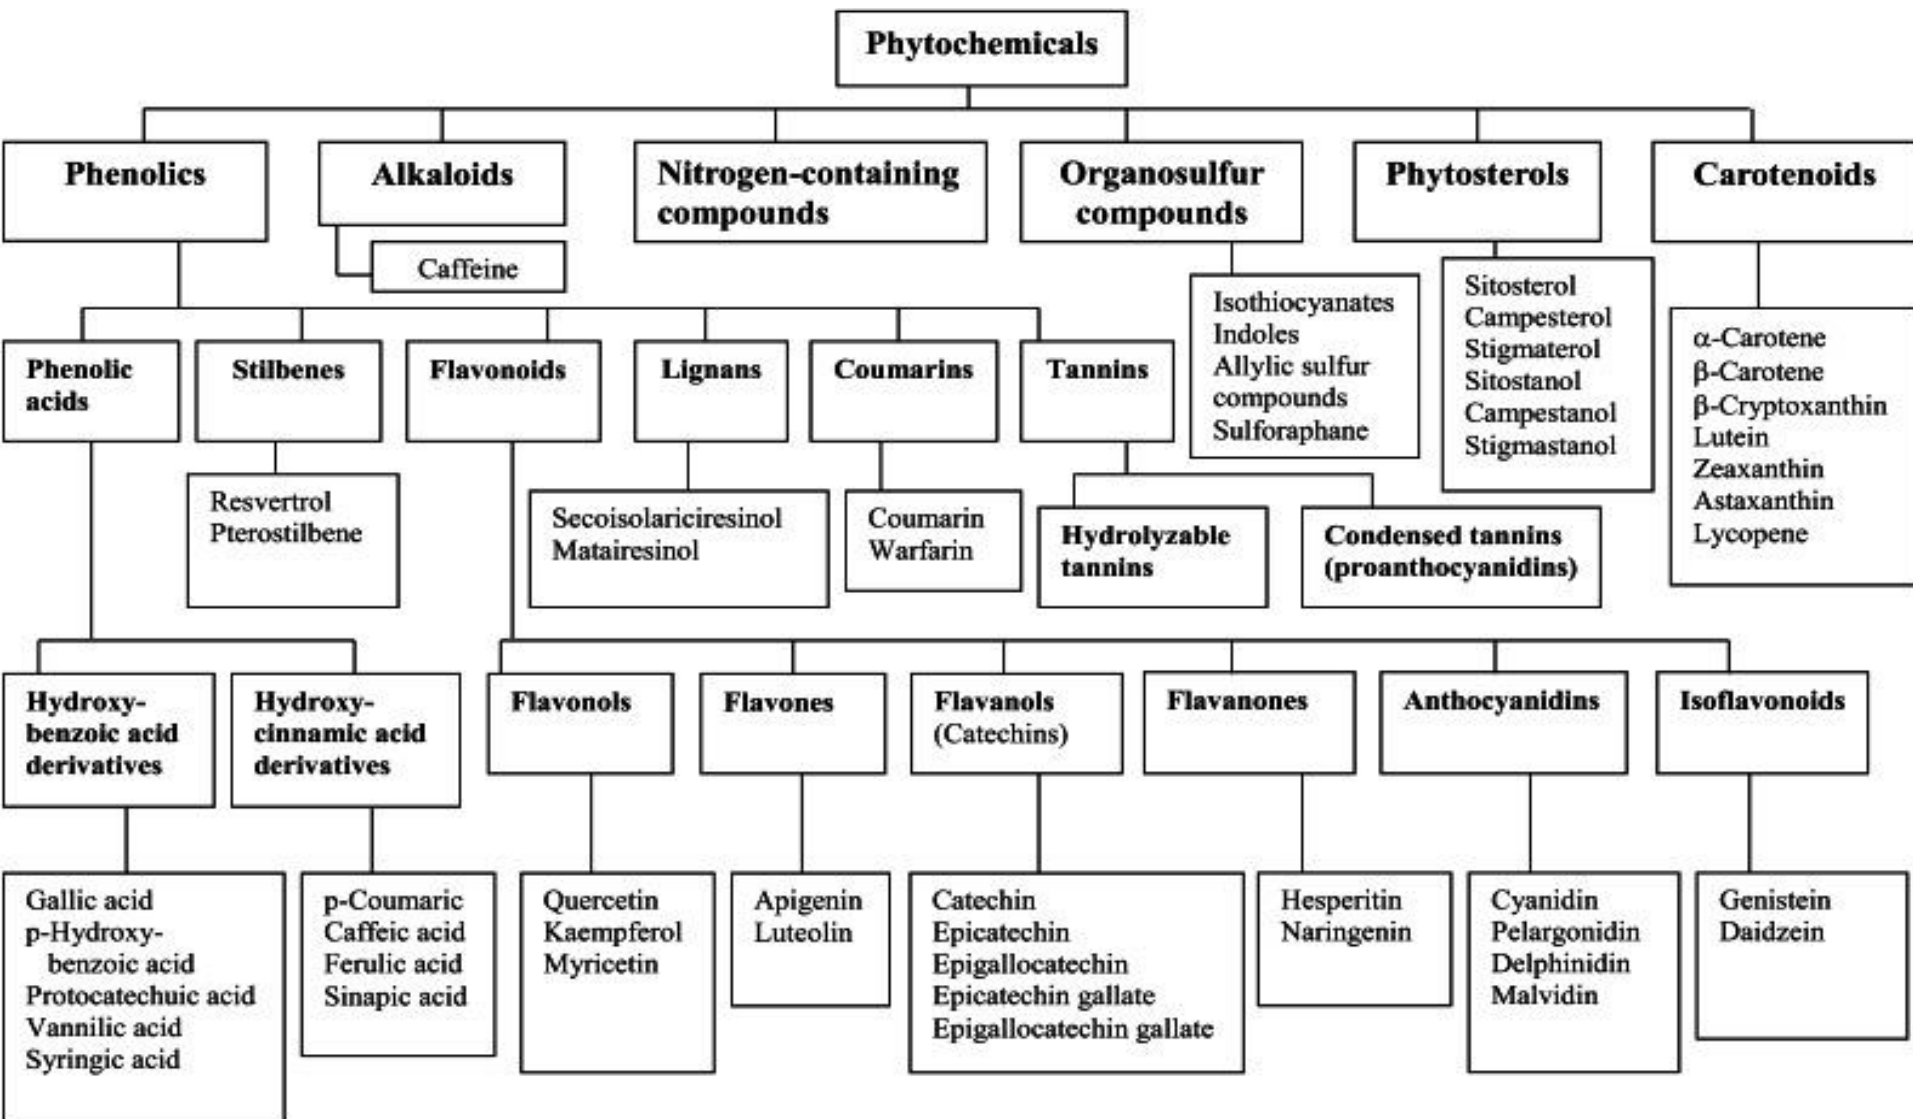 Phytochemicals
Phenolics
Alkaloids
Nitrogen-containing
compounds
Organosulfur
compounds
Phytosterols
Carotenoids
Caffeine
Isothiocyanates
Indoles
Allylic sulfur
compounds
Sulforaphane
Sitosterol
Campesterol
Stigmaterol
Sitostanol
Campestanol
Stigmastanol
α-Carotene
β-Carotene
β-Cryptoxanthin
Lutein
Zeaxanthin
Astaxanthin
Lycopene
Phenolic
acids
Stilbenes
Flavonoids
Lignans
Coumarins
Tannins
Resvertrol
Pterostilbene
Secoisolariciresinol
Matairesinol
Coumarin
Warfarin
Hydrolyzable
tannins
Condensed tannins
(proanthocyanidins)
Hydroxy-
benzoic acid
derivatives
Hydroxy-
cinnamic acid
derivatives
Flavonols
Flavones
Flavanols
(Catechins)
Flavanones
Anthocyanidins
Isoflavonoids
Gallic acid
p-Hydroxy-
benzoic acid
Protocatechuic acid
Vannilic acid
Syringic acid
p-Coumaric
Caffeic acid
Ferulic acid
Sinapic acid
Quercetin
Kaempferol
Myricetin
Apigenin
Luteolin
Catechin
Epicatechin
Epigallocatechin
Epicatechin gallate
Epigallocatechin gallate
Hesperitin
Naringenin
Cyanidin
Pelargonidin
Delphinidin
Malvidin
Genistein
Daidzein